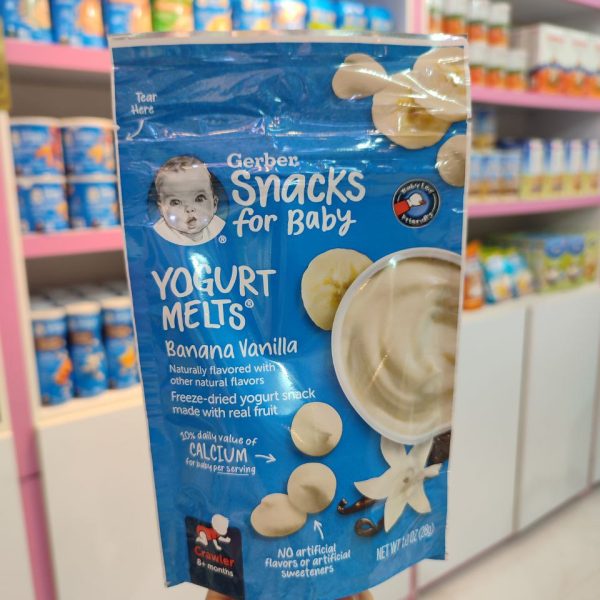 Tear
Here
Gerber
Snacks
for Baby
Baby Led
Friendly
YOGURT
MELTS®
Banana Vanilla
Naturally flavored with
other natural flavors
Freeze-dried yogurt snack
made with real fruit
10% daily value of
CALCIUM
for baby per serving
Crawler
8+ months
NO artificial
flavors or artificial
sweeteners
NET WT 1.0 OZ (28g)